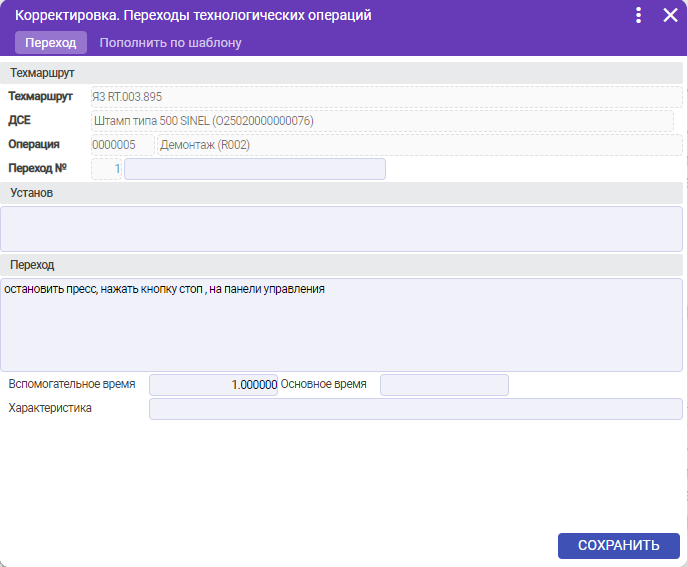 Корректировка. Переходы технологических операций
Переход Пополнить по шаблону
Техмаршрут
Техмаршрут ЯЗ RT.003.895
ДСЕ Штамп типа 500 SINEL (О25020000000076)
Операция 0000005 Демонтаж (R002)
Переход № 1
Установ
Переход
остановить пресс, нажать кнопку стоп , на панели управления
Вспомогательное время 1.000000 Основное время
Характеристика
СОХРАНИТЬ